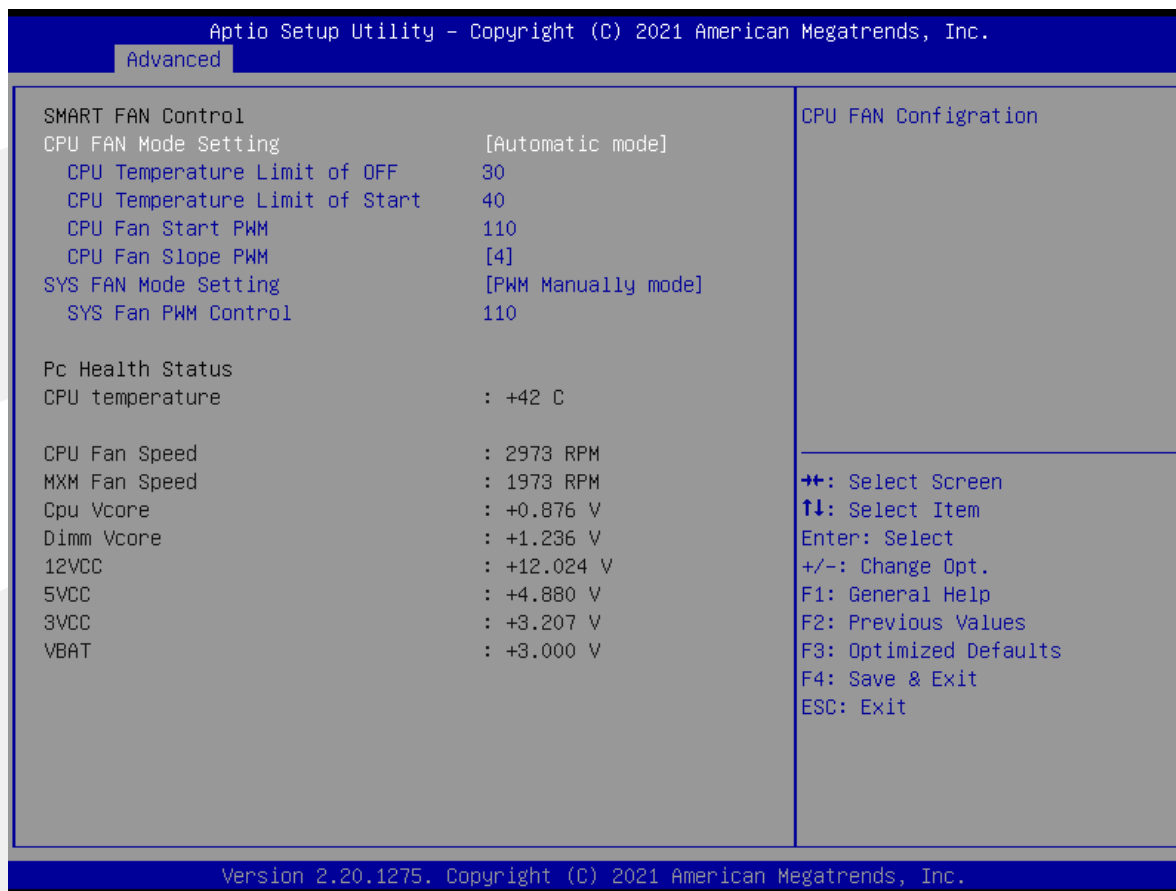 Aptio Setup Utility – Copyright (C) 2021 American Megatrends, Inc.
Advanced
SMART FAN Control
CPU FAN Mode Setting [Automatic mode]
CPU Temperature Limit of OFF 30
CPU Temperature Limit of Start 40
CPU Fan Start PWM 110
CPU Fan Slope PWM [4]
SYS FAN Mode Setting [PWM Manually mode]
SYS Fan PWM Control 110
Pc Health Status
CPU temperature : +42 C
CPU Fan Speed : 2973 RPM
MXM Fan Speed : 1973 RPM
Cpu Vcore : +0.876 V
Dimm Vcore : +1.236 V
12VCC : +12.024 V
5VCC : +4.880 V
3VCC : +3.207 V
VBAT : +3.000 V
CPU FAN Configration
→←: Select Screen
↑↓: Select Item
Enter: Select
+/-: Change Opt.
F1: General Help
F2: Previous Values
F3: Optimized Defaults
F4: Save & Exit
ESC: Exit
Version 2.20.1275. Copyright (C) 2021 American Megatrends, Inc.